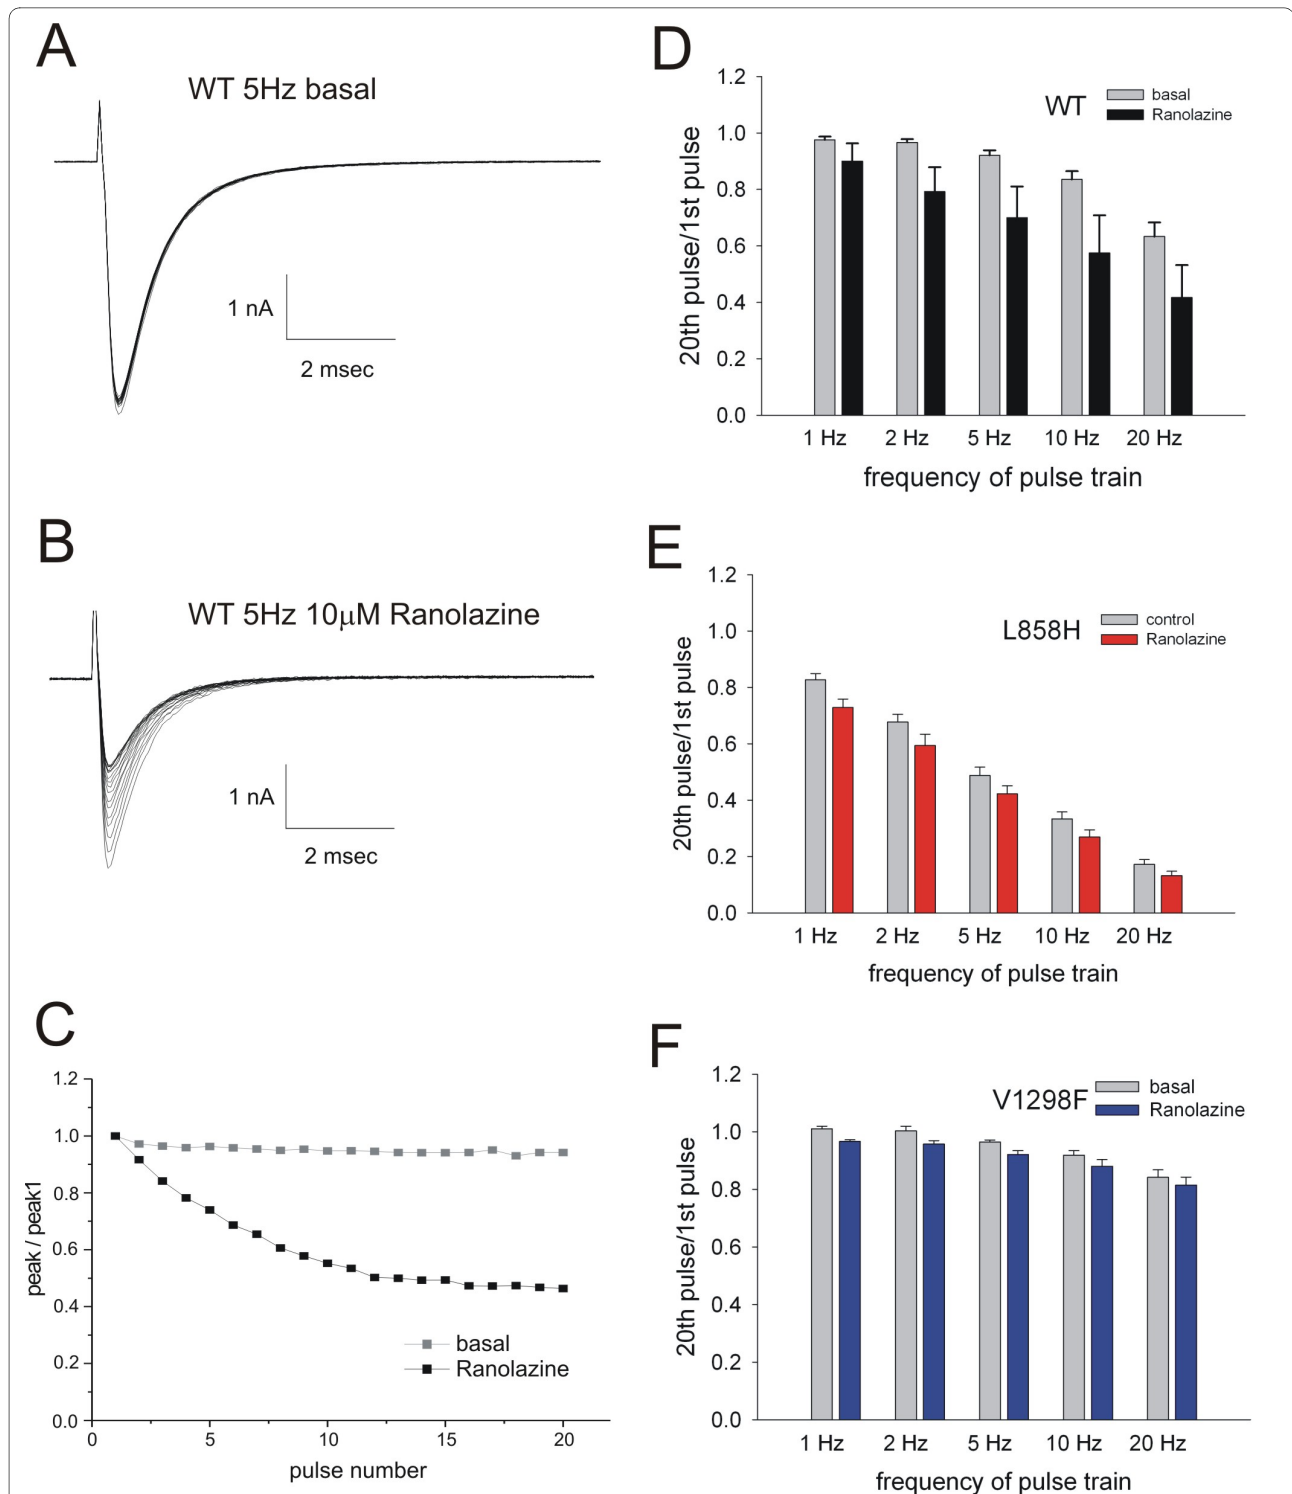 A
WT 5Hz basal
1 nA
2 msec
B
WT 5Hz 10μM Ranolazine
1 nA
2 msec
C
1.2
1.0
0.8
0.6
0.4
0.2
0.0
peak / peak1
basal
Ranolazine
0 5 10 15 20
pulse number
D
1.2
1.0
0.8
0.6
0.4
0.2
0.0
20th pulse/1st pulse
WT
basal
Ranolazine
1 Hz 2 Hz 5 Hz 10 Hz 20 Hz
frequency of pulse train
E
1.2
1.0
0.8
0.6
0.4
0.2
0.0
20th pulse/1st pulse
L858H
control
Ranolazine
1 Hz 2 Hz 5 Hz 10 Hz 20 Hz
frequency of pulse train
F
1.2
1.0
0.8
0.6
0.4
0.2
0.0
20th pulse/1st pulse
V1298F
basal
Ranolazine
1 Hz 2 Hz 5 Hz 10 Hz 20 Hz
frequency of pulse train